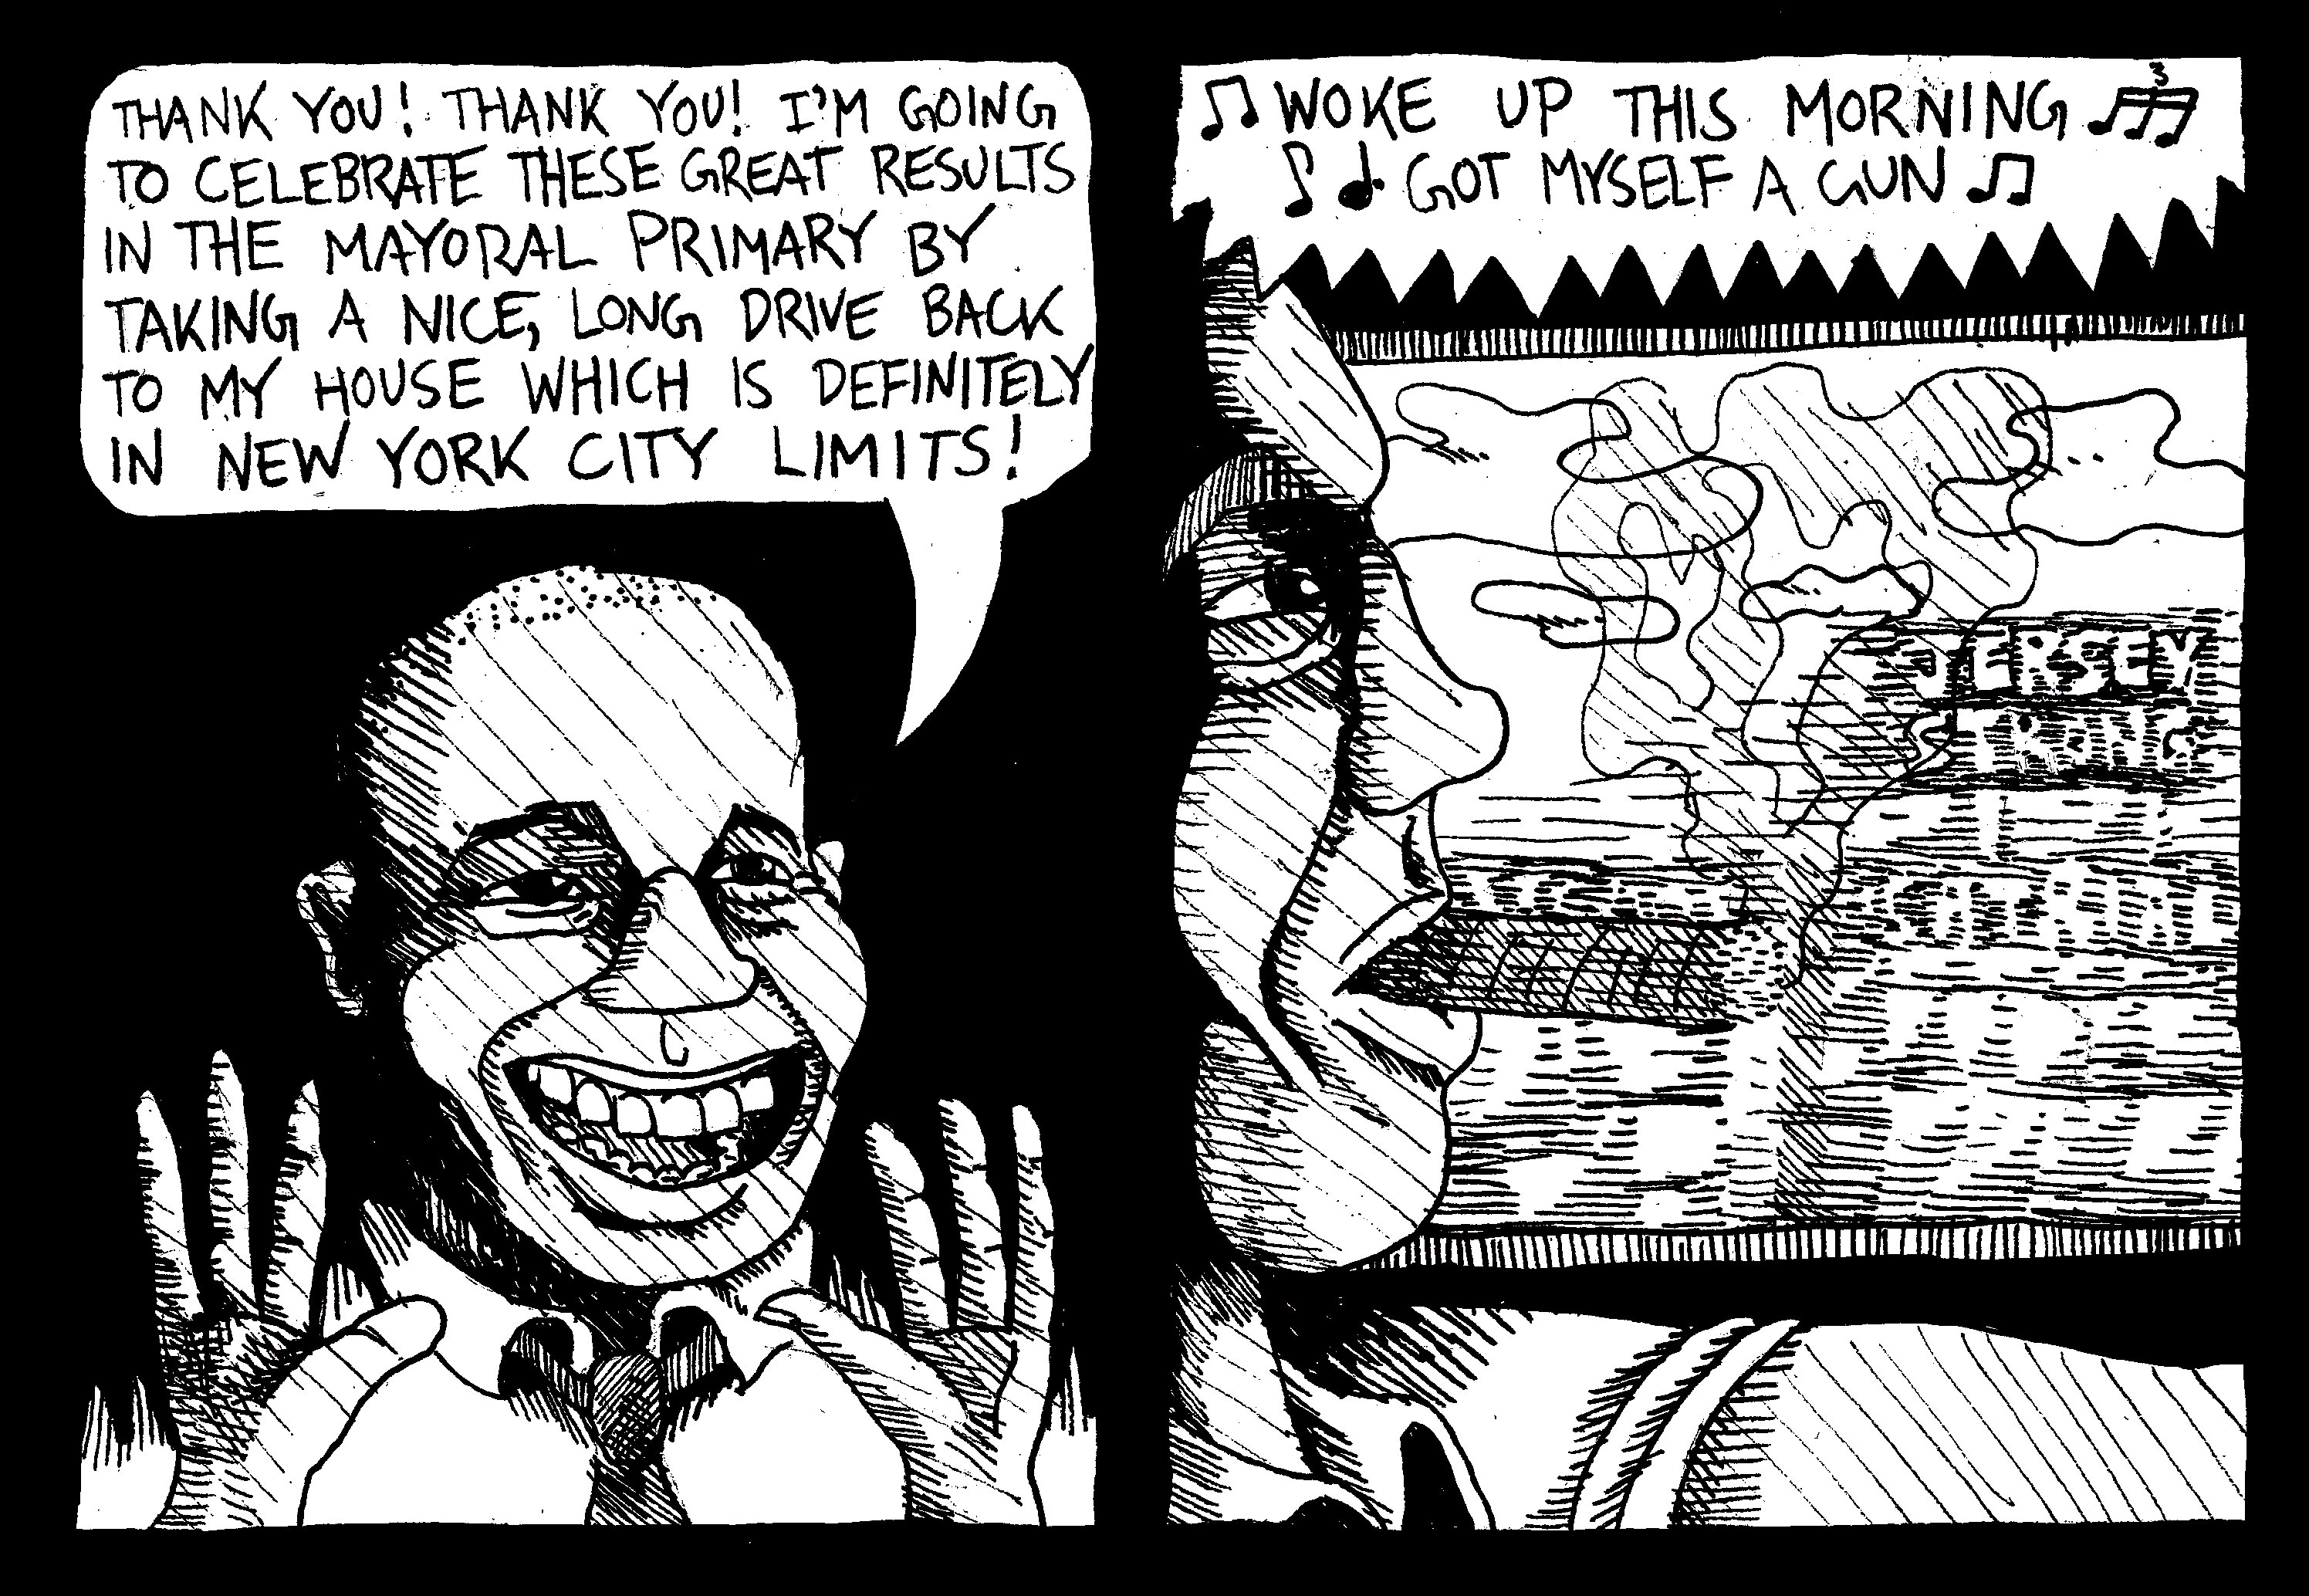 THANK YOU! THANK YOU! I'M GOING
TO CELEBRATE THESE GREAT RESULTS
IN THE MAYORAL PRIMARY BY
TAKING A NICE, LONG DRIVE BACK
TO MY HOUSE WHICH IS DEFINITELY
IN NEW YORK CITY LIMITS!
♫ WOKE UP THIS MORNING ♫
♪ ♩. GOT MYSELF A GUN ♫
JERSEY